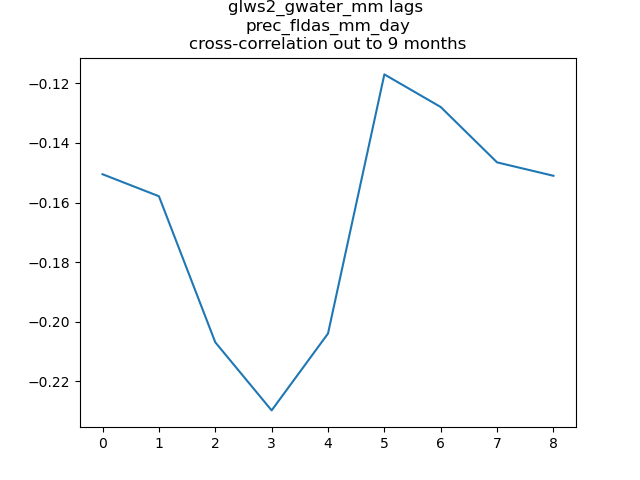 glws2_gwater_mm lags
prec_fldas_mm_day
cross-correlation out to 9 months
−0.12
−0.14
−0.16
−0.18
−0.20
−0.22
0 1 2 3 4 5 6 7 8